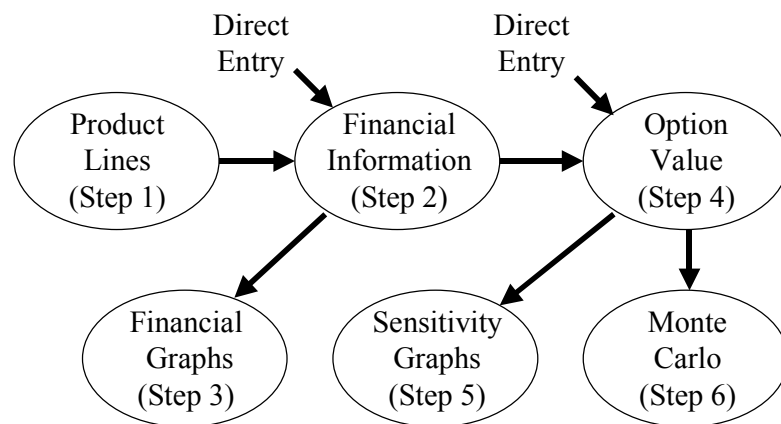 Direct
Entry
Direct
Entry
Product
Lines
(Step 1)
Financial
Information
(Step 2)
Option
Value
(Step 4)
Financial
Graphs
(Step 3)
Sensitivity
Graphs
(Step 5)
Monte
Carlo
(Step 6)